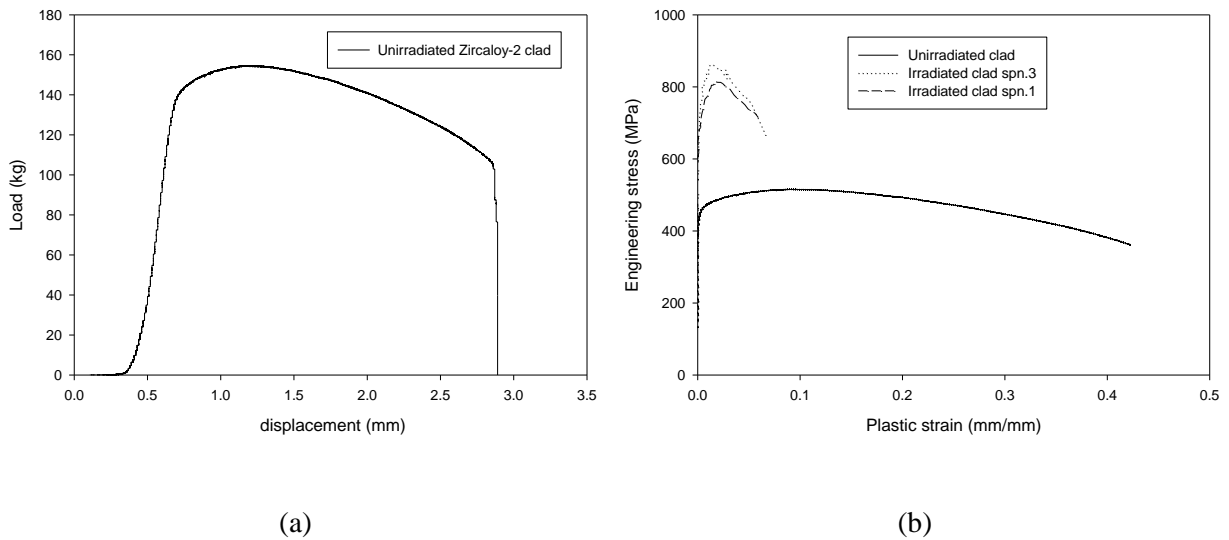 180
160
140
120
100
80
60
40
20
0
Load (kg)
Unirradiated Zircaloy-2 clad
0.0 0.5 1.0 1.5 2.0 2.5 3.0 3.5
displacement (mm)
(a)
1000
800
600
400
200
0
Engineering stress (MPa)
Unirradiated clad
Irradiated clad spn.3
Irradiated clad spn.1
0.0 0.1 0.2 0.3 0.4 0.5
Plastic strain (mm/mm)
(b)